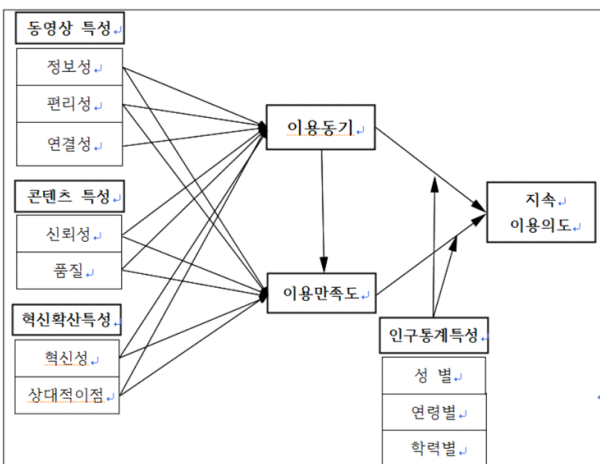 동영상 특성
정보성
편리성
연결성
콘텐츠 특성
신뢰성
품질
혁신확산특성
혁신성
상대적이점
이용동기
이용만족도
지속
이용의도
인구통계특성
성 별
연령별
학력별